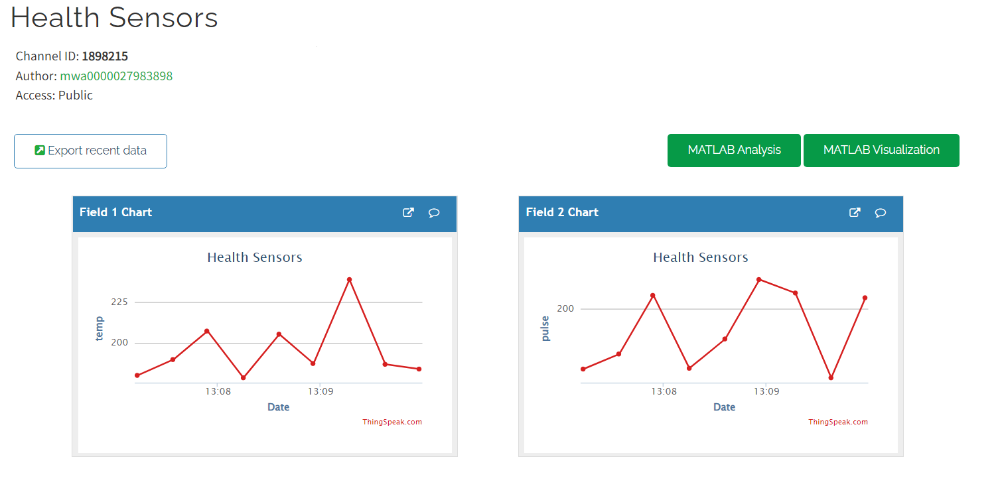 Health Sensors
Channel ID: 1898215
Author: mwa0000027983898
Access: Public
Export recent data
MATLAB Analysis
MATLAB Visualization
Field 1 Chart
Health Sensors
225
200
temp
13:08
13:09
Date
ThingSpeak.com
Field 2 Chart
Health Sensors
200
pulse
13:08
13:09
Date
ThingSpeak.com